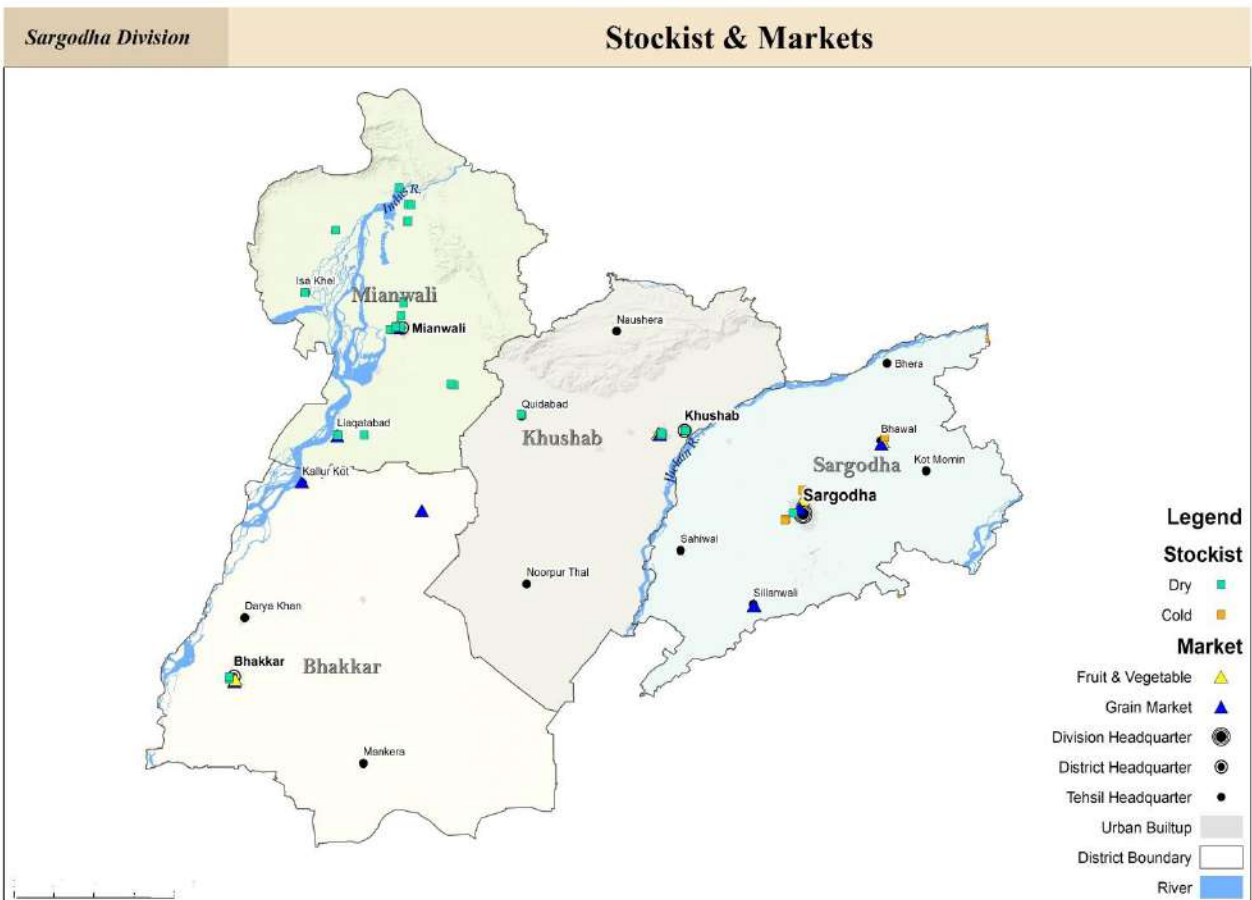 Sargodha Division
Stockist & Markets
Indus R.
Isa Khel
Mianwali
Mianwali
Naushera
Bhera
Quidabad
Khushab
Khushab
Liaqatabad
Bhawal
Sargodha
Kot Momin
Kallur Kot
Sargodha
Sahiwal
Noorpur Thal
Sillanwali
Darya Khan
Bhakkar
Bhakkar
Mankera
Legend
Stockist
Dry
Cold
Market
Fruit & Vegetable
Grain Market
Division Headquarter
District Headquarter
Tehsil Headquarter
Urban Builtup
District Boundary
River